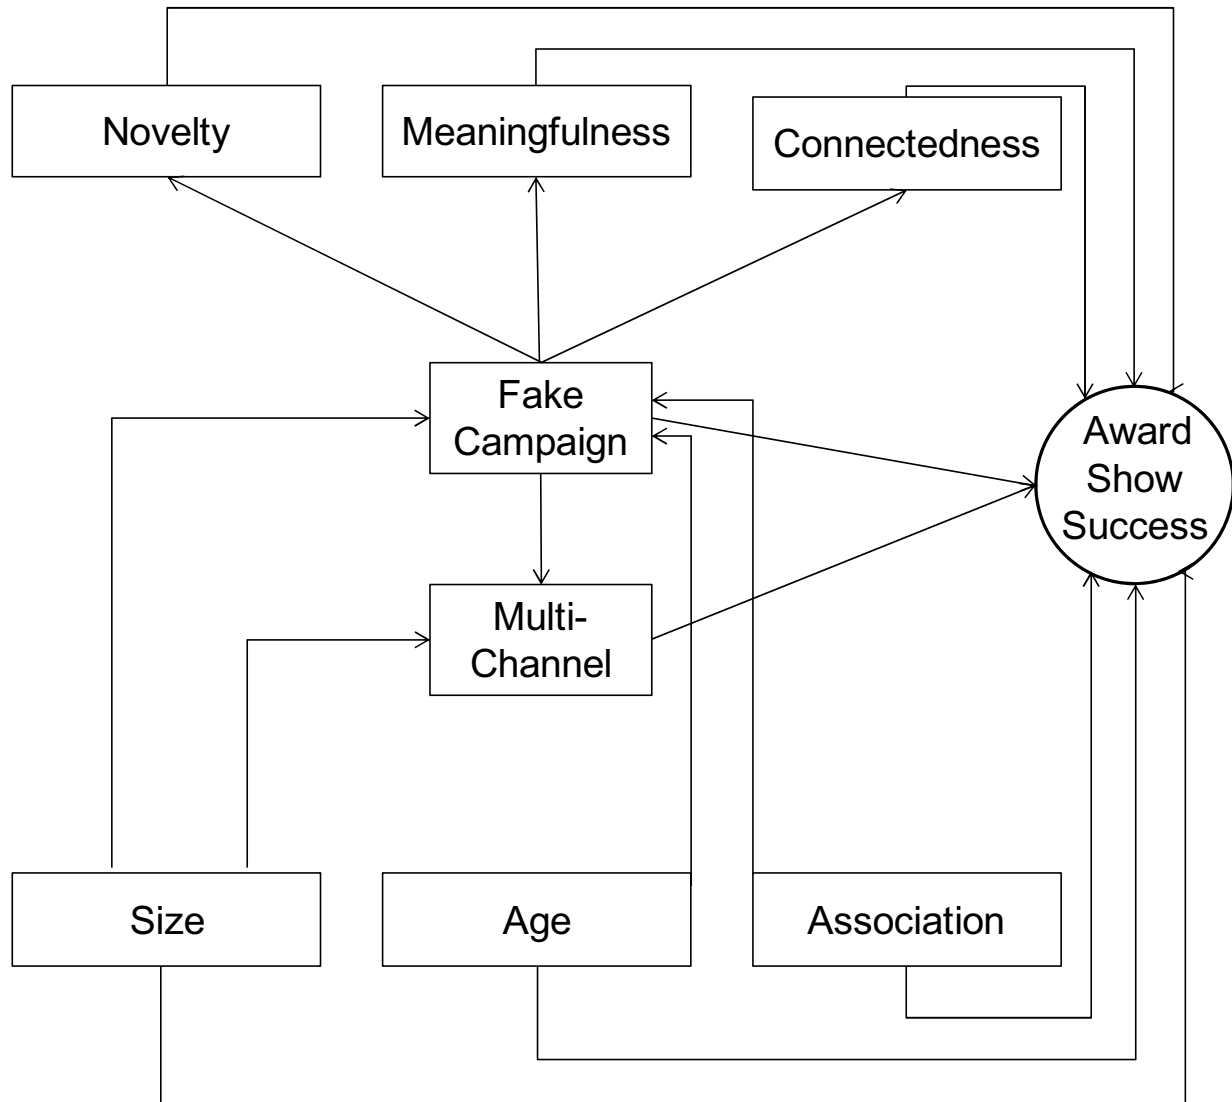 Novelty
Meaningfulness
Connectedness
Fake
Campaign
Award
Show
Success
Multi-
Channel
Size
Age
Association